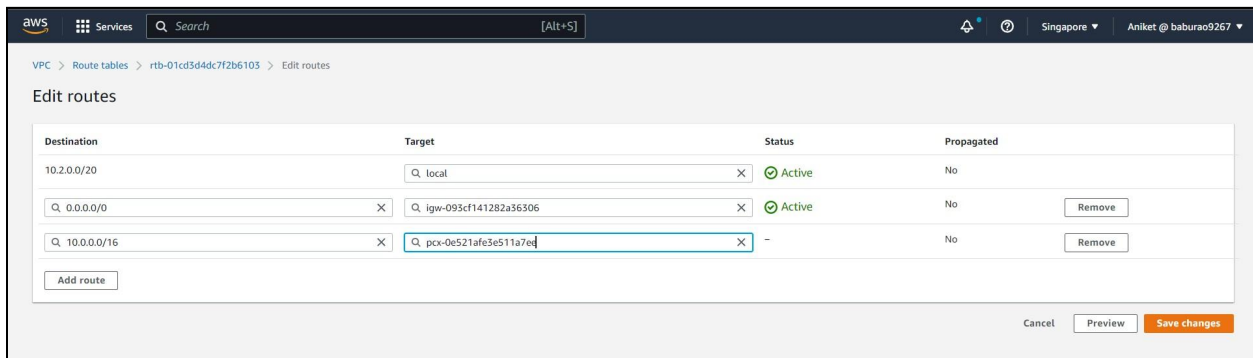 aws Services Search [Alt+S] Singapore ▼ Aniket @ baburao9267 ▼
VPC > Route tables > rtb-01cd3d4dc7f2b6103 > Edit routes
Edit routes
Destination Target Status Propagated
10.2.0.0/20 local Active No
0.0.0.0/0 igw-093cf141282a36306 Active No Remove
10.0.0.0/16 pcx-0e521afe3e511a7ee – No Remove
Add route
Cancel Preview Save changes